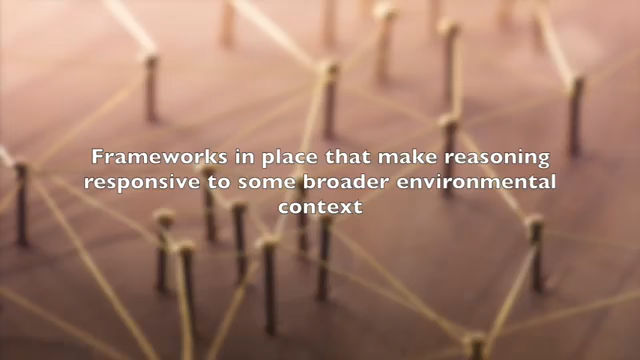 Frameworks in place that make reasoning
responsive to some broader environmental
context